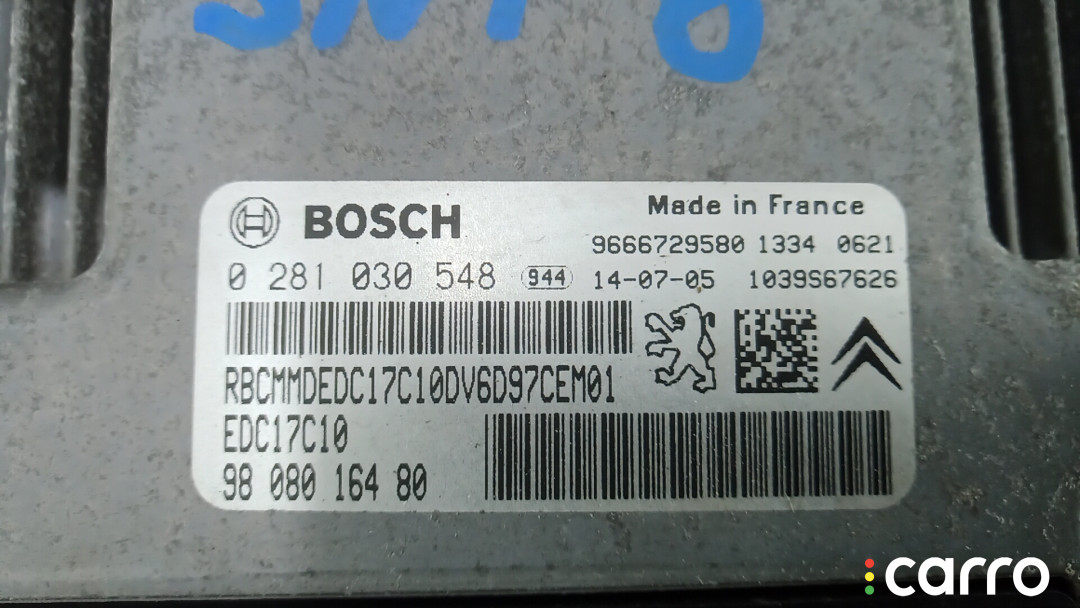 BOSCH
Made in France
9666729580 1334 0621
0 281 030 548 944 14-07-05 1039S67626
RBCMMDEDC17C10DV6D97CEM01
EDC17C10
98 080 164 80
carro